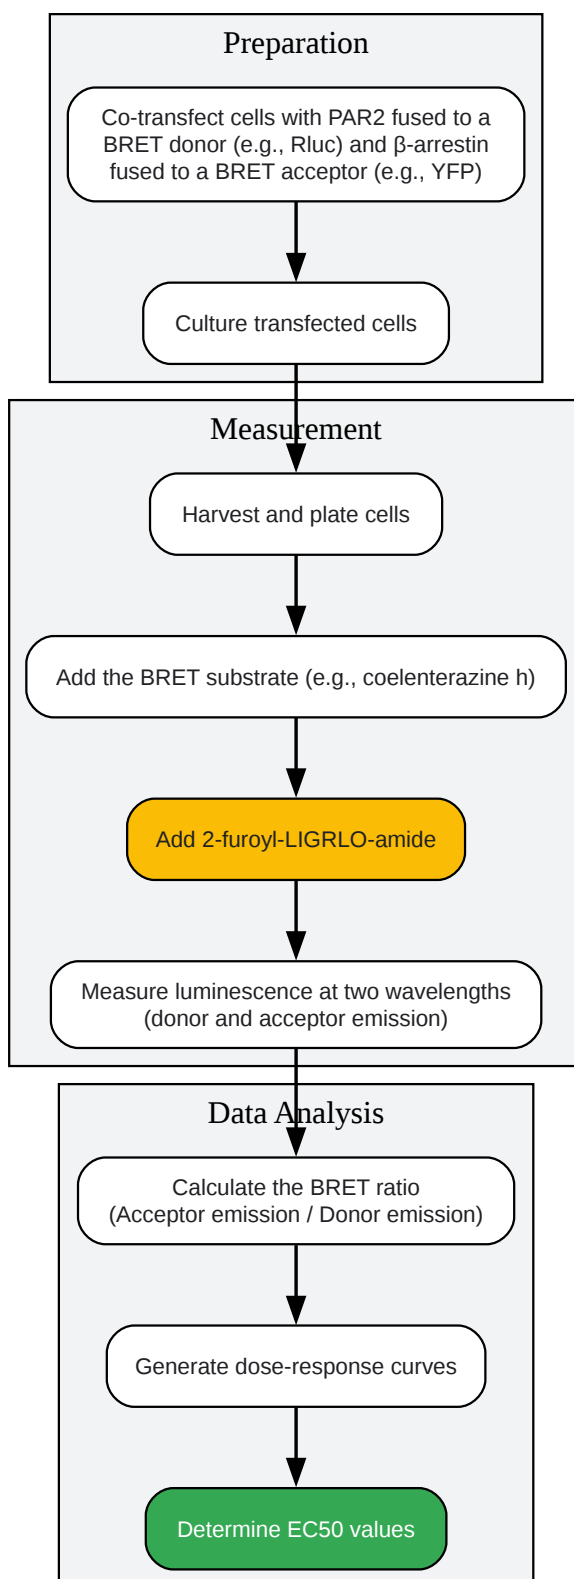 Preparation
Co-transfect cells with PAR2 fused to a
BRET donor (e.g., Rluc) and β-arrestin
fused to a BRET acceptor (e.g., YFP)
Culture transfected cells
Measurement
Harvest and plate cells
Add the BRET substrate (e.g., coelenterazine h)
Add 2-furoyl-LIGRLO-amide
Measure luminescence at two wavelengths
(donor and acceptor emission)
Data Analysis
Calculate the BRET ratio
(Acceptor emission / Donor emission)
Generate dose-response curves
Determine EC50 values